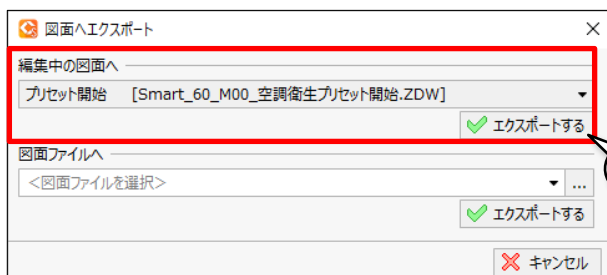 図面へエクスポート
編集中の図面へ
プリセット開始 [Smart_60_M00_空調衛生プリセット開始.ZDW]
エクスポートする
図面ファイルへ
<図面ファイルを選択>
...
エクスポートする
キャンセル